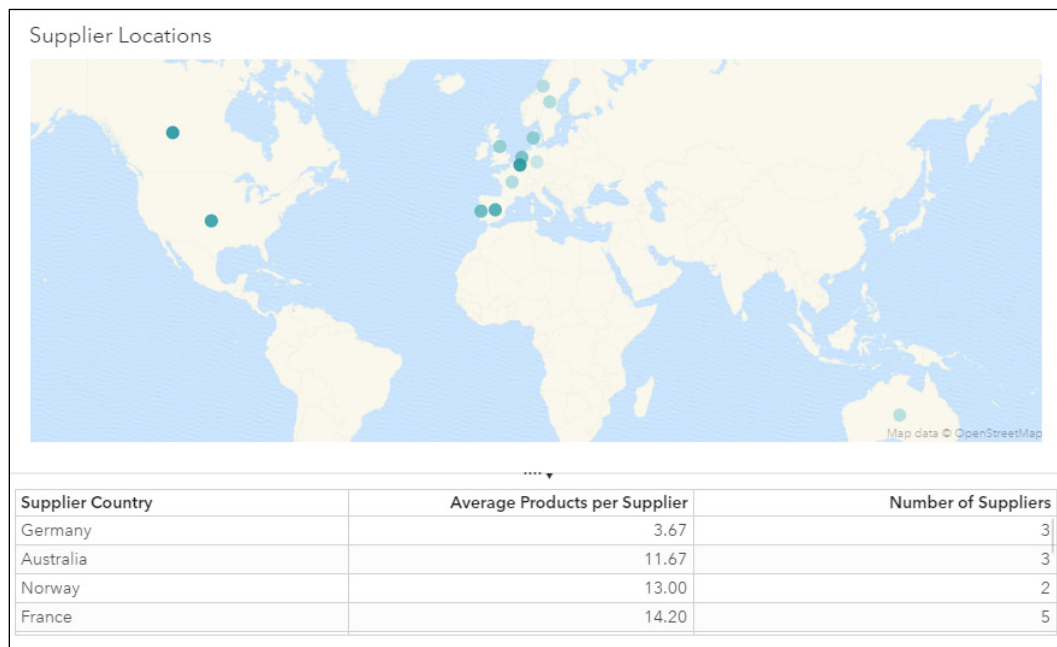 Supplier Locations
Map data © OpenStreetMap
Supplier Country Average Products per Supplier Number of Suppliers
Germany 3.67 3
Australia 11.67 3
Norway 13.00 2
France 14.20 5